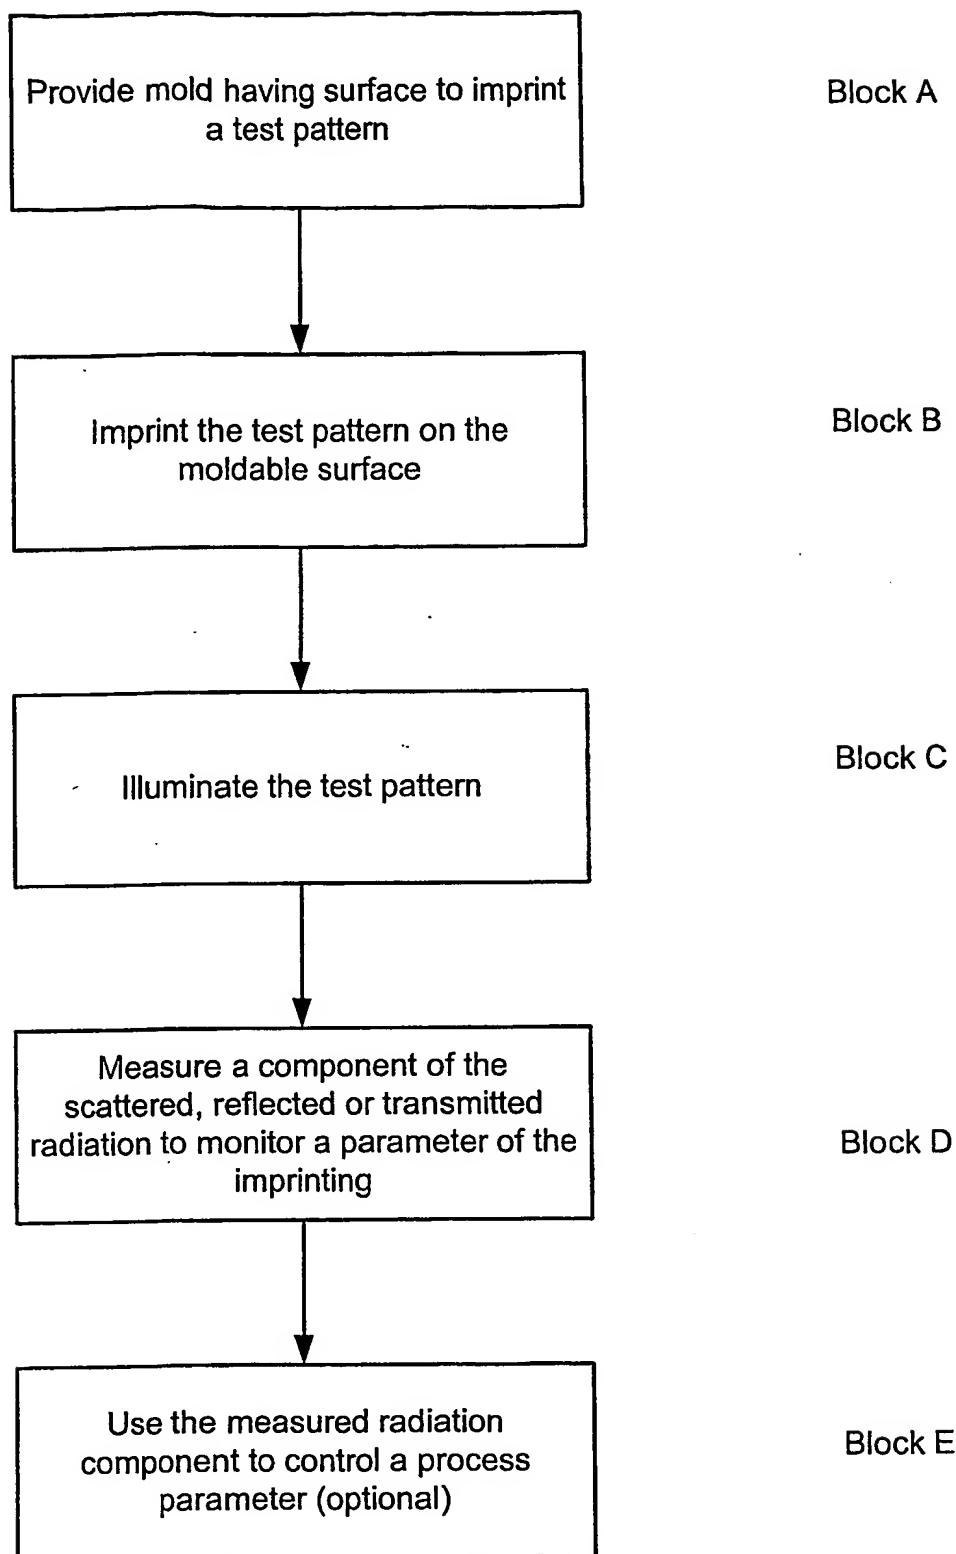 Provide mold having surface to imprint
a test pattern
Block A
Imprint the test pattern on the
moldable surface
Block B
Illuminate the test pattern
Block C
Measure a component of the
scattered, reflected or transmitted
radiation to monitor a parameter of the
imprinting
Block D
Use the measured radiation
component to control a process
parameter (optional)
Block E